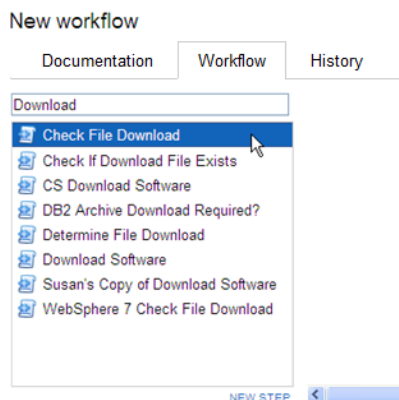 New workflow
Documentation Workflow History
Download
Check File Download
Check If Download File Exists
CS Download Software
DB2 Archive Download Required?
Determine File Download
Download Software
Susan's Copy of Download Software
WebSphere 7 Check File Download
NEW STEP